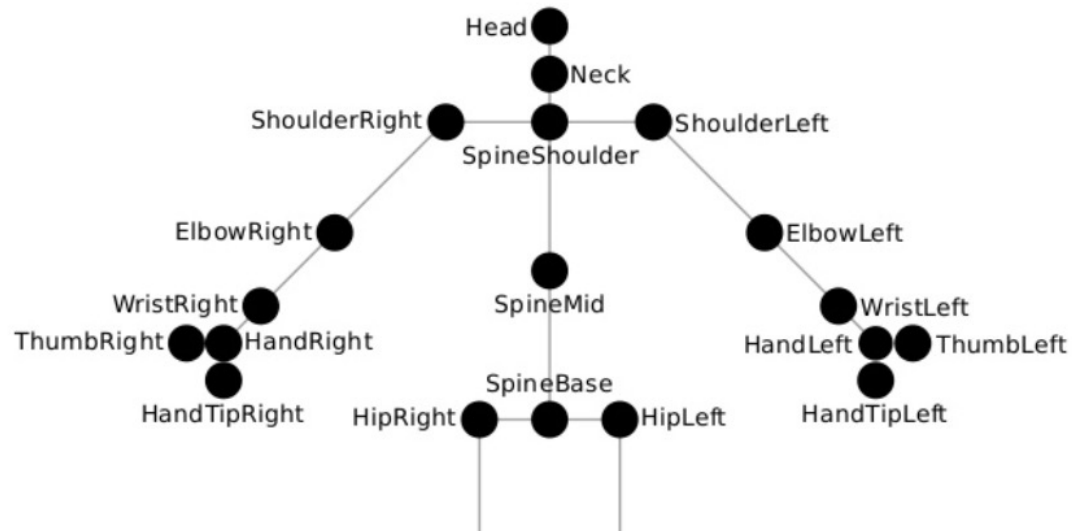 Head
Neck
ShoulderRight
ShoulderLeft
SpineShoulder
ElbowRight
ElbowLeft
SpineMid
WristRight
WristLeft
ThumbRight
HandRight
HandLeft
ThumbLeft
SpineBase
HandTipRight
HandTipLeft
HipRight
HipLeft